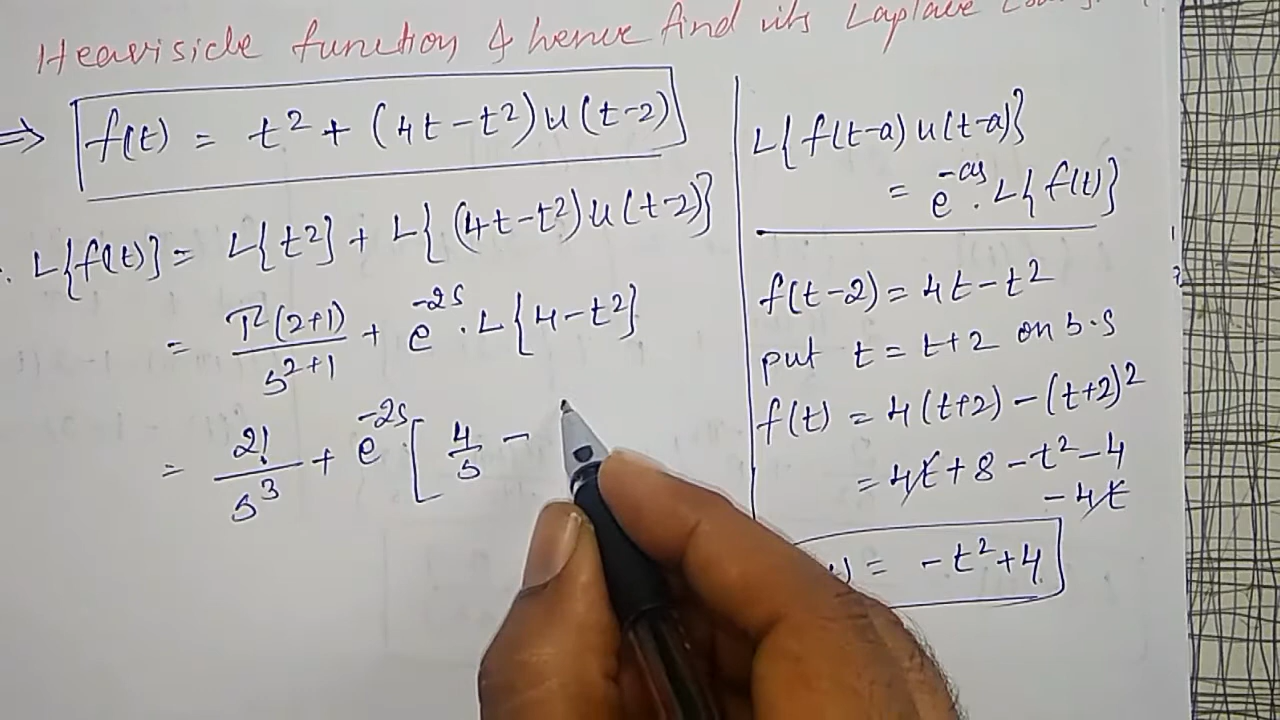 Heaviside function & hence find its Laplace
⇒ f(t) = t² + (4t-t²)u(t-2)
∴ L{f(t)} = L{t²} + L{(4t-t²)u(t-2)}
= Γ(2+1)/s²⁺¹ + e⁻²ˢ·L{4-t²}
= 2!/s³ + e⁻²ˢ[4/s -
L{f(t-a)u(t-a)}
= e⁻ᵃˢ·L{f(t)}
f(t-2) = 4t-t²
put t = t+2 on b.s
f(t) = 4(t+2) - (t+2)²
= 4t + 8 - t² - 4
- 4t
= -t²+4